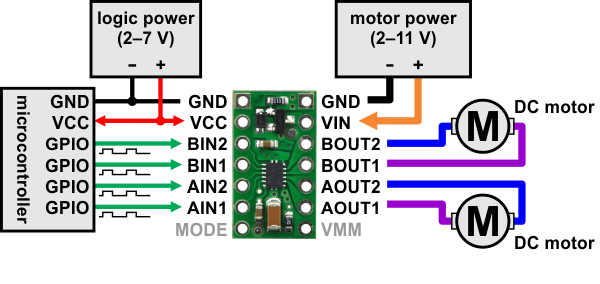 logic power
(2–7 V)
- +
motor power
(2–11 V)
- +
microcontroller
GND
VCC
GPIO
GPIO
GPIO
GPIO
GND
VCC
BIN2
BIN1
AIN2
AIN1
MODE
GND
VIN
BOUT2
BOUT1
AOUT2
AOUT1
VMM
M
DC motor
M
DC motor